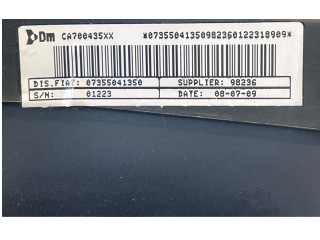 Dm CA700435XX *07355041350982360122318909*
DIS.FIAT: 07355041350 SUPPLIER: 98236
S/N: 01223 DATE: 08-07-09